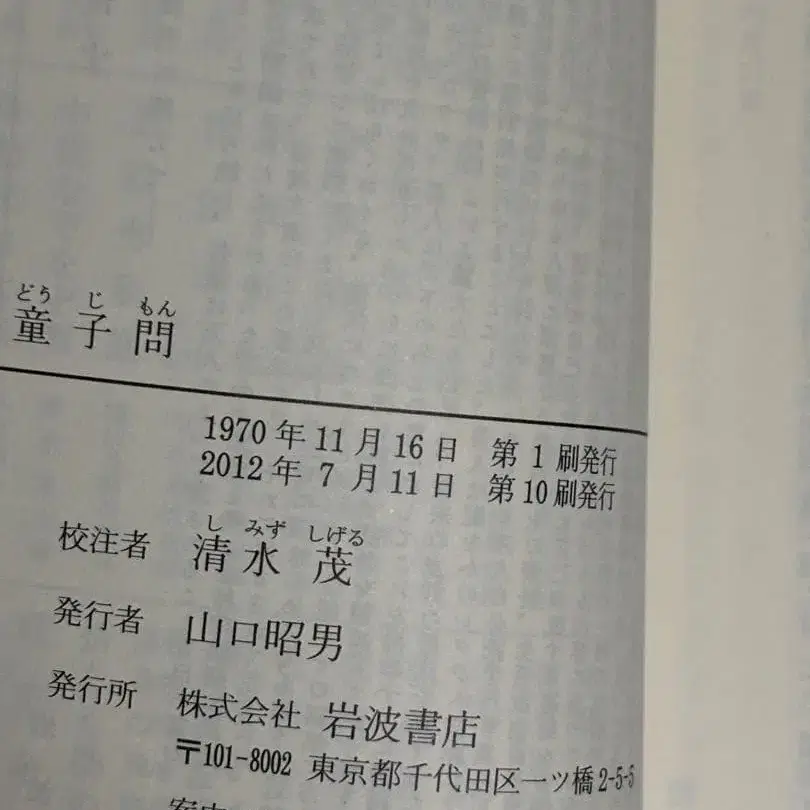 どうじもん
童子問
1970年11月16日 第1刷発行
2012年7月11日 第10刷発行
しみずしげる
校注者 清水茂
発行者 山口昭男
発行所 株式会社 岩波書店
〒101-8002 東京都千代田区一ツ橋2-5-5
案内